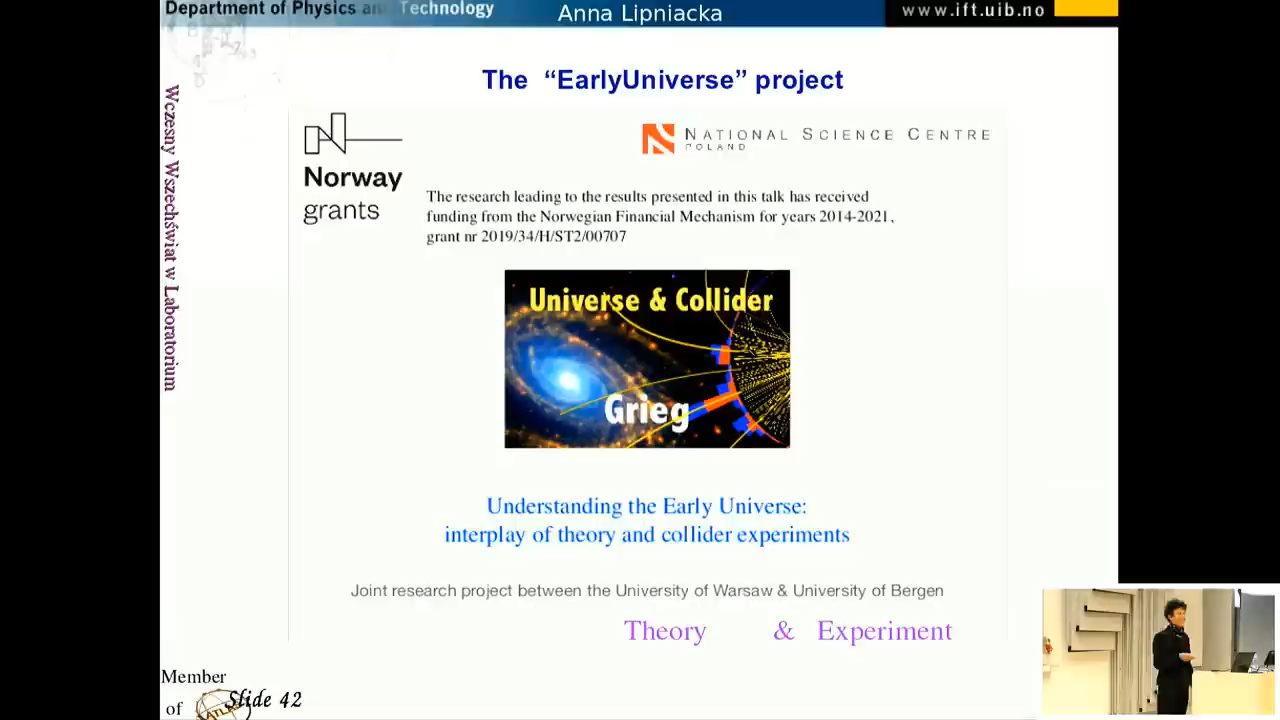 Department of Physics and Technology
Anna Lipniacka
www.ift.uib.no
The “EarlyUniverse” project
Wczesny Wszechświat w Laboratorium
Norway
grants
NATIONAL SCIENCE CENTRE
POLAND
The research leading to the results presented in this talk has received
funding from the Norwegian Financial Mechanism for years 2014-2021,
grant nr 2019/34/H/ST2/00707
Universe & Collider
Grieg
Understanding the Early Universe:
interplay of theory and collider experiments
Joint research project between the University of Warsaw & University of Bergen
Theory & Experiment
Member
of
ATLAS
Slide 42